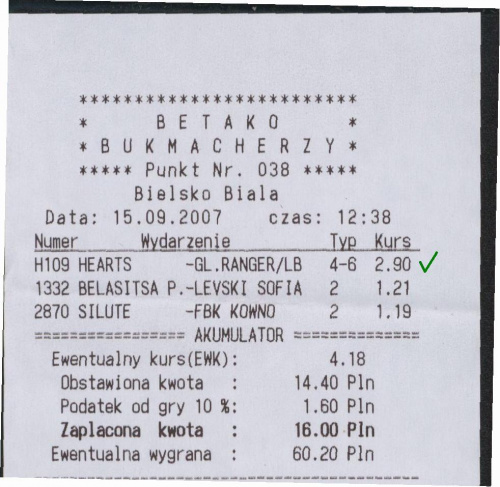 *************************
* B E T A K O *
* B U K M A C H E R Z Y *
***** Punkt Nr. 038 *****
Bielsko Biala
Data: 15.09.2007 czas: 12:38
Numer Wydarzenie Typ Kurs
H109 HEARTS -GL.RANGER/LB 4-6 2.90
1332 BELASITSA P.-LEVSKI SOFIA 2 1.21
2870 SILUTE -FBK KOWNO 2 1.19
================= AKUMULATOR ==============
Ewentualny kurs(EWK): 4.18
Obstawiona kwota : 14.40 Pln
Podatek od gry 10 %: 1.60 Pln
Zaplacona kwota : 16.00 Pln
Ewentualna wygrana : 60.20 Pln